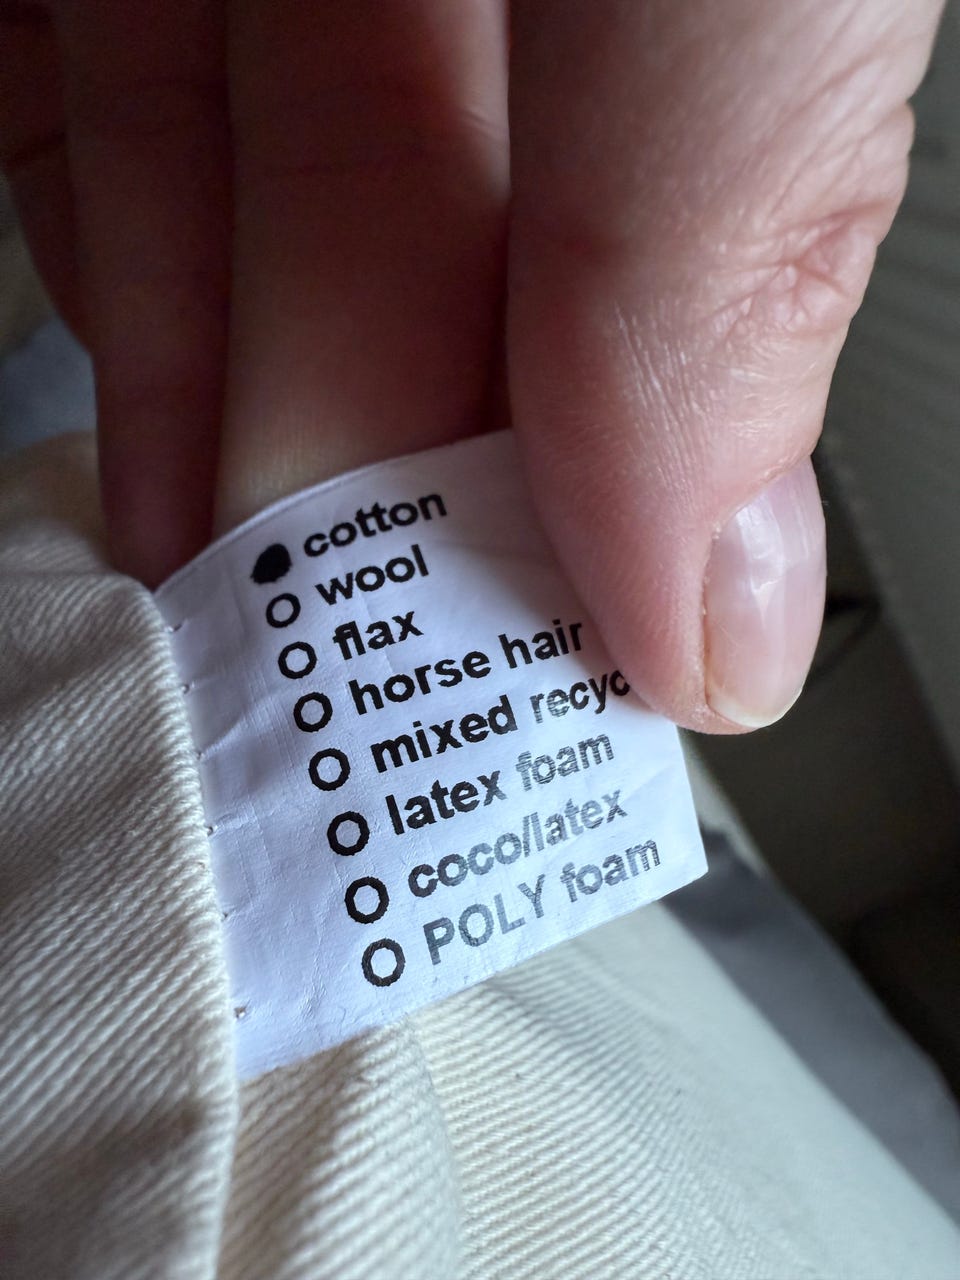 cotton
wool
flax
horse hair
mixed recyc
latex foam
coco/latex
POLY foam